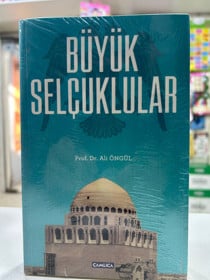 BÜYÜK
SELÇUKLULAR
Prof. Dr. Ali ÖNGÜL
ÇAMLICA